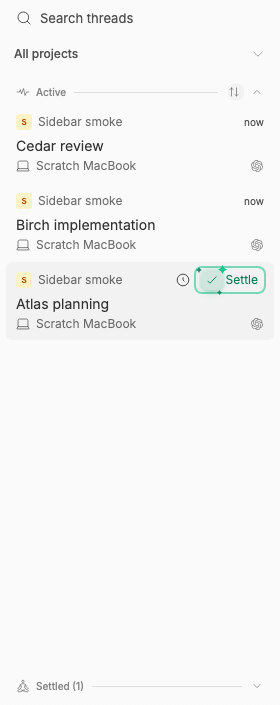 Search threads
All projects
Active
S Sidebar smoke now
Cedar review
Scratch MacBook
S Sidebar smoke now
Birch implementation
Scratch MacBook
S Sidebar smoke Settle
Atlas planning
Scratch MacBook
Settled (1)